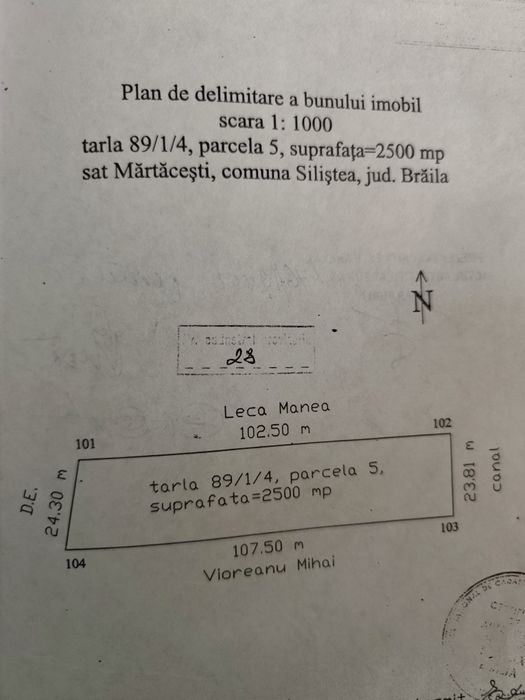 Plan de delimitare a bunului imobil
scara 1: 1000
tarla 89/1/4, parcela 5, suprafaţa=2500 mp
sat Mărtăceşti, comuna Siliştea, jud. Brăila
N
28
Leca Manea
102.50 m
101
102
D.E.
24.30 m
tarla 89/1/4, parcela 5,
suprafata=2500 mp
23.81 m
canal
103
104
107.50 m
Vioreanu Mihai